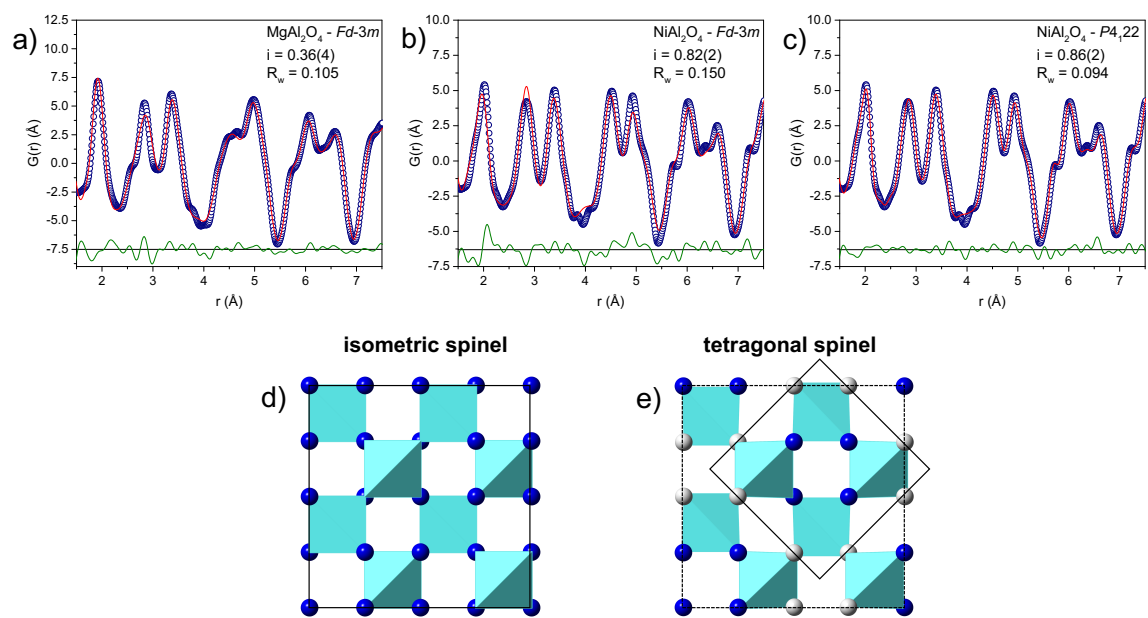 a)
MgAl2O4 - Fd-3m
i = 0.36(4)
Rw = 0.105
12.5
10.0
7.5
5.0
2.5
0.0
-2.5
-5.0
-7.5
G(r) (Å)
2 3 4 5 6 7
r (Å)
b)
NiAl2O4 - Fd-3m
i = 0.82(2)
Rw = 0.150
10.0
7.5
5.0
2.5
0.0
-2.5
-5.0
-7.5
G(r) (Å)
2 3 4 5 6 7
r (Å)
c)
NiAl2O4 - P4122
i = 0.86(2)
Rw = 0.094
10.0
7.5
5.0
2.5
0.0
-2.5
-5.0
-7.5
G(r) (Å)
2 3 4 5 6 7
r (Å)
isometric spinel
d)
tetragonal spinel
e)